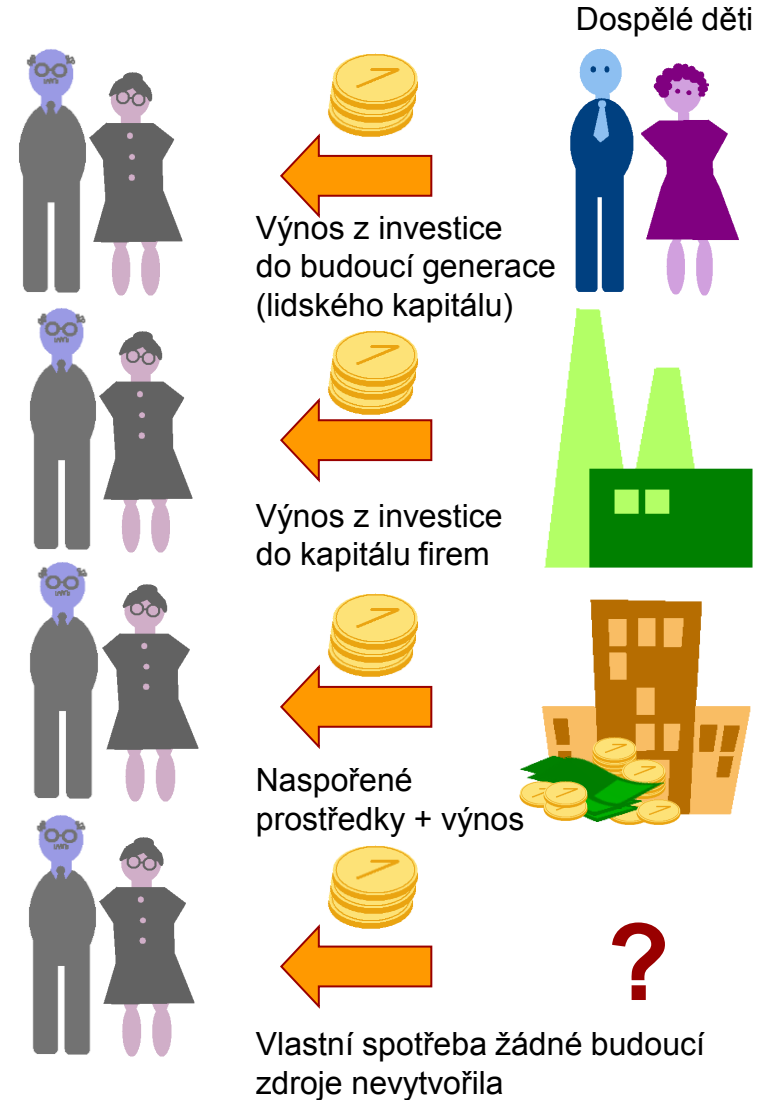 Dospělé děti
Výnos z investice
do budoucí generace
(lidského kapitálu)
Výnos z investice
do kapitálu firem
Naspořené
prostředky + výnos
?
Vlastní spotřeba žádné budoucí
zdroje nevytvořila